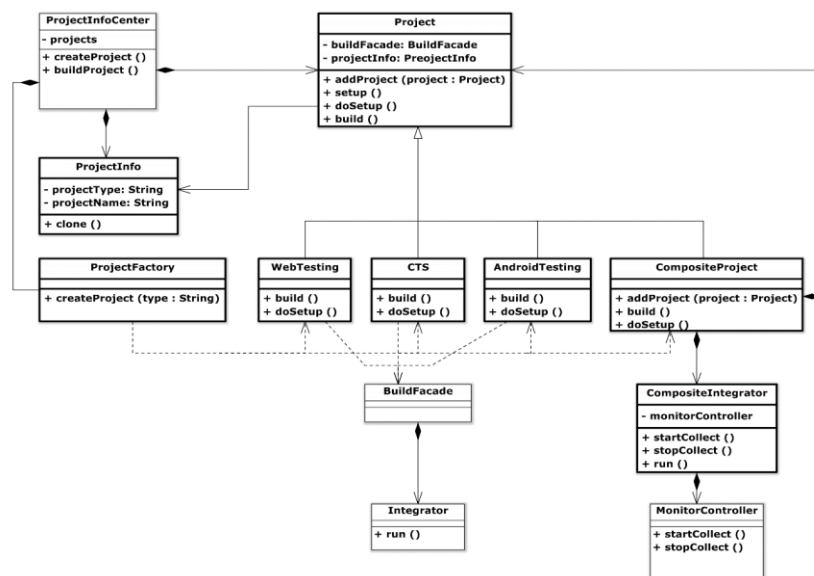 ProjectInfoCenter
- projects
+ createProject ()
+ buildProject ()
Project
- buildFacade: BuildFacade
- projectInfo: PreojectInfo
+ addProject (project : Project)
+ setup ()
+ doSetup ()
+ build ()
ProjectInfo
- projectType: String
- projectName: String
+ clone ()
ProjectFactory
+ createProject (type : String)
WebTesting
+ build ()
+ doSetup ()
CTS
+ build ()
+ doSetup ()
AndroidTesting
+ build ()
+ doSetup ()
CompositeProject
+ addProject (project : Project)
+ build ()
+ doSetup ()
BuildFacade
CompositeIntegrator
- monitorController
+ startCollect ()
+ stopCollect ()
+ run ()
Integrator
+ run ()
MonitorController
+ startCollect ()
+ stopCollect ()